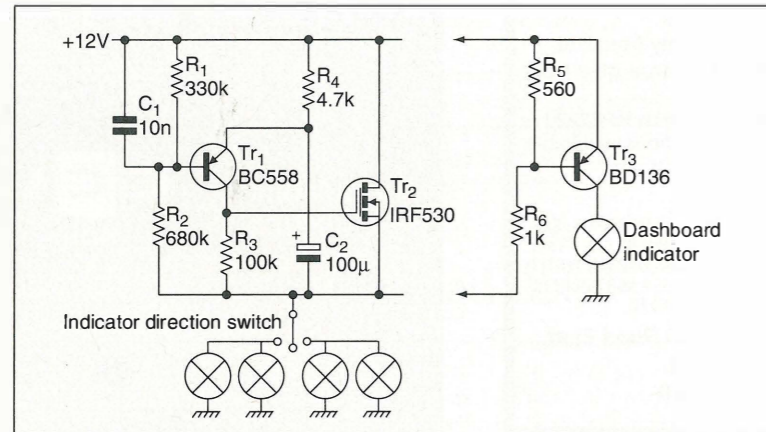 +12V
R1
330k
C1
10n
R4
4.7k
Tr1
BC558
Tr2
IRF530
R2
680k
R3
100k
+
C2
100µ
R5
560
Tr3
BD136
R6
1k
Dashboard
indicator
Indicator direction switch